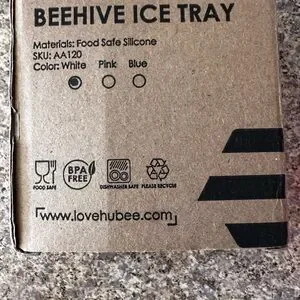 BEEHIVE ICE TRAY
Materials: Food Safe Silicone
SKU: AA120
Color: White Pink Blue
FOOD SAFE
BPA FREE
DISHWASHER SAFE
PLEASE RECYCLE
www.lovehubee.com